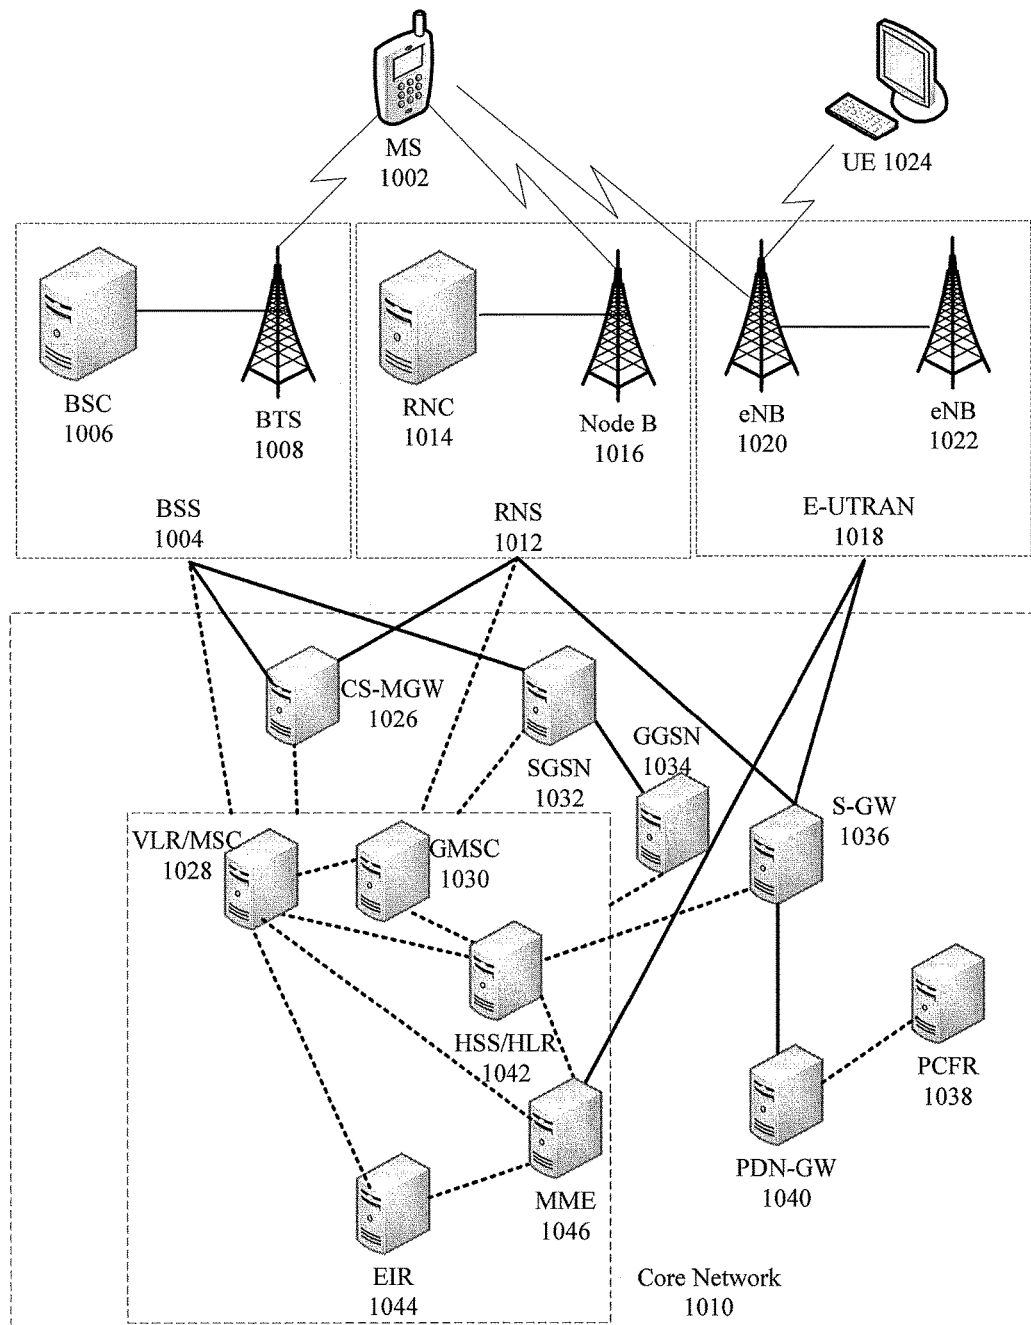 MS
1002
UE 1024
BSC
1006
BTS
1008
RNC
1014
Node B
1016
eNB
1020
eNB
1022
BSS
1004
RNS
1012
E-UTRAN
1018
CS-MGW
1026
SGSN
1032
GGSN
1034
S-GW
1036
VLR/MSC
1028
GMSC
1030
HSS/HLR
1042
PCFR
1038
PDN-GW
1040
MME
1046
EIR
1044
Core Network
1010